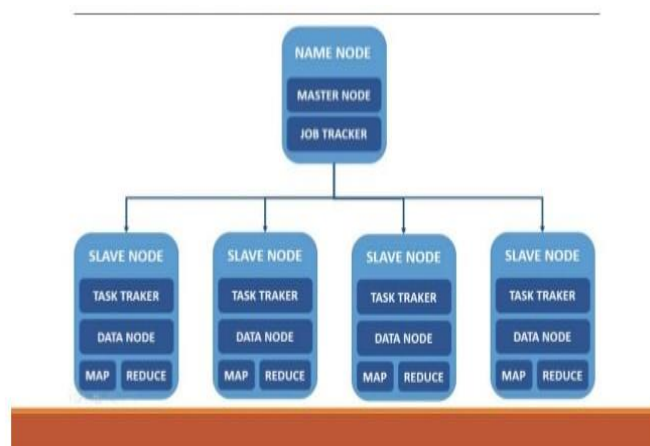 NAME NODE
MASTER NODE
JOB TRACKER
SLAVE NODE
TASK TRAKER
DATA NODE
MAP REDUCE
SLAVE NODE
TASK TRAKER
DATA NODE
MAP REDUCE
SLAVE NODE
TASK TRAKER
DATA NODE
MAP REDUCE
SLAVE NODE
TASK TRAKER
DATA NODE
MAP REDUCE